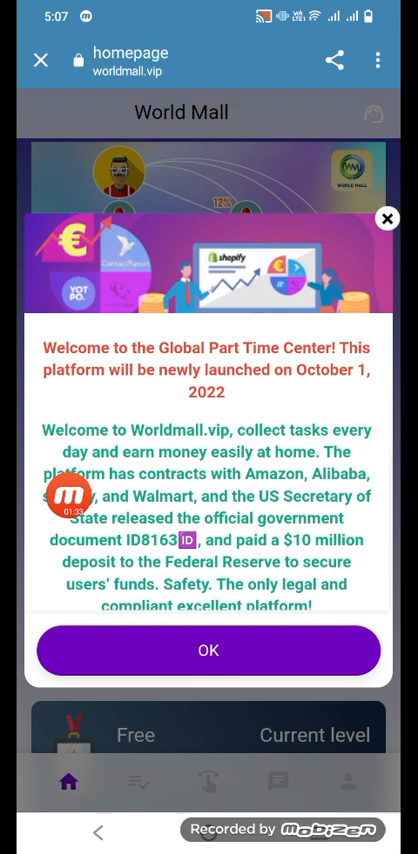 5:07
homepage
worldmall.vip
World Mall
WORLD MALL
12%
ContactPigeon
shopify
YOT
PO.
Welcome to the Global Part Time Center! This
platform will be newly launched on October 1,
2022
Welcome to Worldmall.vip, collect tasks every
day and earn money easily at home. The
platform has contracts with Amazon, Alibaba,
and Walmart, and the US Secretary of
State released the official government
document ID8163🆔, and paid a $10 million
deposit to the Federal Reserve to secure
users' funds. Safety. The only legal and
compliant excellent platform!
01:33
OK
Free
Current level
Recorded by mobizen